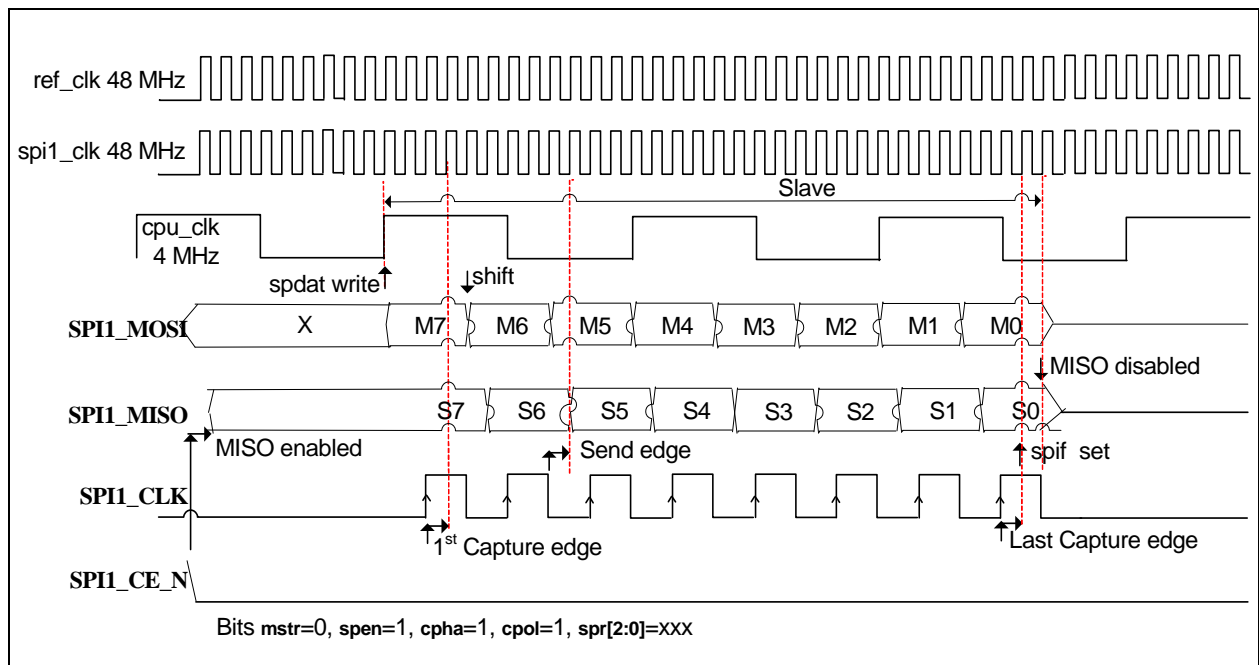 ref_clk 48 MHz
spi1_clk 48 MHz
Slave
cpu_clk
4 MHz
spdat write
shift
SPI1_MOSI
X M7 M6 M5 M4 M3 M2 M1 M0
MISO disabled
SPI1_MISO
S7 S6 S5 S4 S3 S2 S1 S0
MISO enabled
Send edge
spif set
SPI1_CLK
1st Capture edge
Last Capture edge
SPI1_CE_N
Bits mstr=0, spen=1, cpha=1, cpol=1, spr[2:0]=xxx